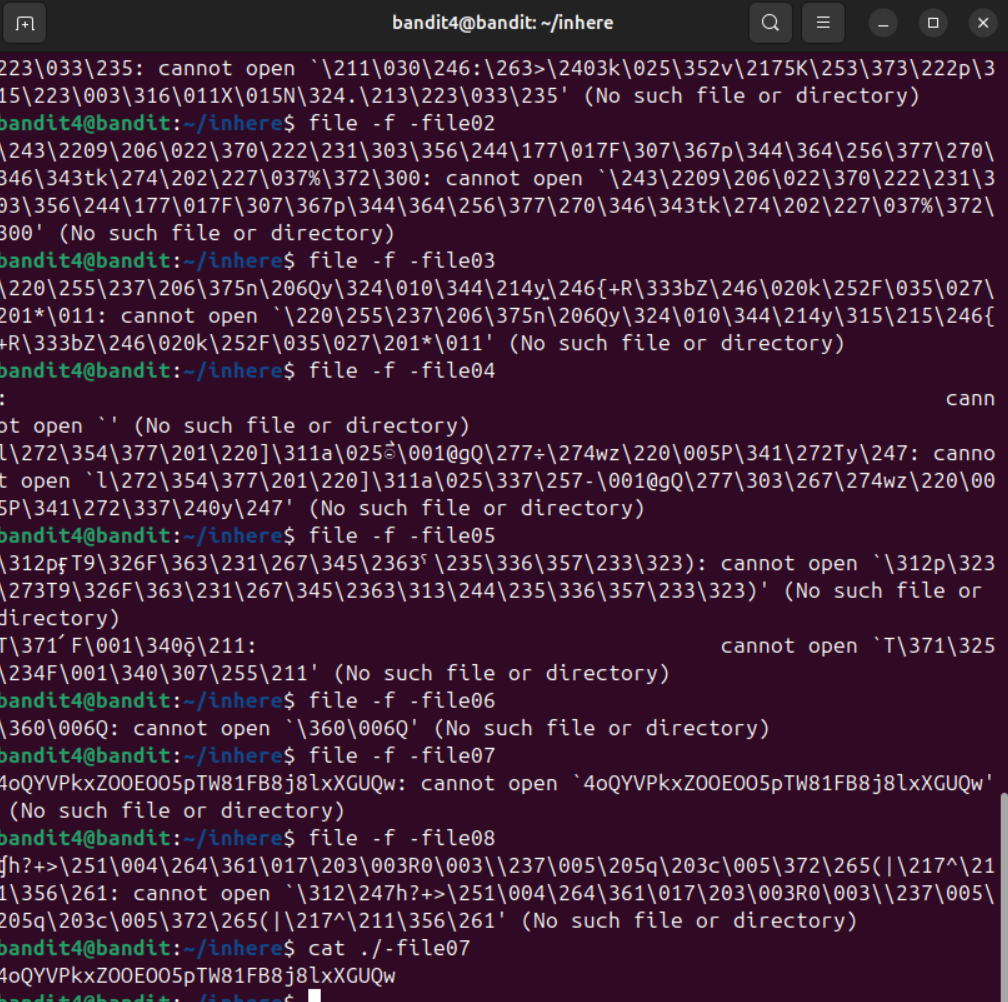 bandit4@bandit: ~/inhere
223\033\235: cannot open `\211\030\246:\263>\2403k\025\352v\2175K\253\373\222p\3
15\223\003\316\011X\015N\324.\213\223\033\235' (No such file or directory)
bandit4@bandit:~/inhere$ file -f -file02
\243\2209\206\022\370\222\231\303\356\244\177\017F\307\367p\344\364\256\377\270\
346\343tk\274\202\227\037%\372\300: cannot open `\243\2209\206\022\370\222\231\3
03\356\244\177\017F\307\367p\344\364\256\377\270\346\343tk\274\202\227\037%\372\
300' (No such file or directory)
bandit4@bandit:~/inhere$ file -f -file03
\220\255\237\206\375n\206Qy\324\010\344\214y͍\246{+R\333bZ\246\020k\252F\035\027\
201*\011: cannot open `\220\255\237\206\375n\206Qy\324\010\344\214y\315\215\246{
+R\333bZ\246\020k\252F\035\027\201*\011' (No such file or directory)
bandit4@bandit:~/inhere$ file -f -file04
: cann
ot open `' (No such file or directory)
l\272\354\377\201\220]\311a\025߯-\001@gQ\277÷\274wz\220\005P\341\272ߠy\247: canno
t open `l\272\354\377\201\220]\311a\025\337\257-\001@gQ\277\303\267\274wz\220\00
5P\341\272\337\240y\247' (No such file or directory)
bandit4@bandit:~/inhere$ file -f -file05
\312pӻT9\326F\363\231\267\345\2363ˤ\235\336\357\233\323): cannot open `\312p\323
\273T9\326F\363\231\267\345\2363\313\244\235\336\357\233\323)' (No such file or
directory)
T\371՜F\001\340ǭ\211: cannot open `T\371\325
\234F\001\340\307\255\211' (No such file or directory)
bandit4@bandit:~/inhere$ file -f -file06
\360\006Q: cannot open `\360\006Q' (No such file or directory)
bandit4@bandit:~/inhere$ file -f -file07
4oQYVPkxZOOEOO5pTW81FB8j8lxXGUQw: cannot open `4oQYVPkxZOOEOO5pTW81FB8j8lxXGUQw'
(No such file or directory)
bandit4@bandit:~/inhere$ file -f -file08
ʧh?+>\251\004\264\361\017\203\003R0\003\\237\005\205q\203c\005\372\265(|\217^\21
1\356\261: cannot open `\312\247h?+>\251\004\264\361\017\203\003R0\003\\237\005\
205q\203c\005\372\265(|\217^\211\356\261' (No such file or directory)
bandit4@bandit:~/inhere$ cat ./-file07
4oQYVPkxZOOEOO5pTW81FB8j8lxXGUQw
bandit4@bandit:~/inhere$